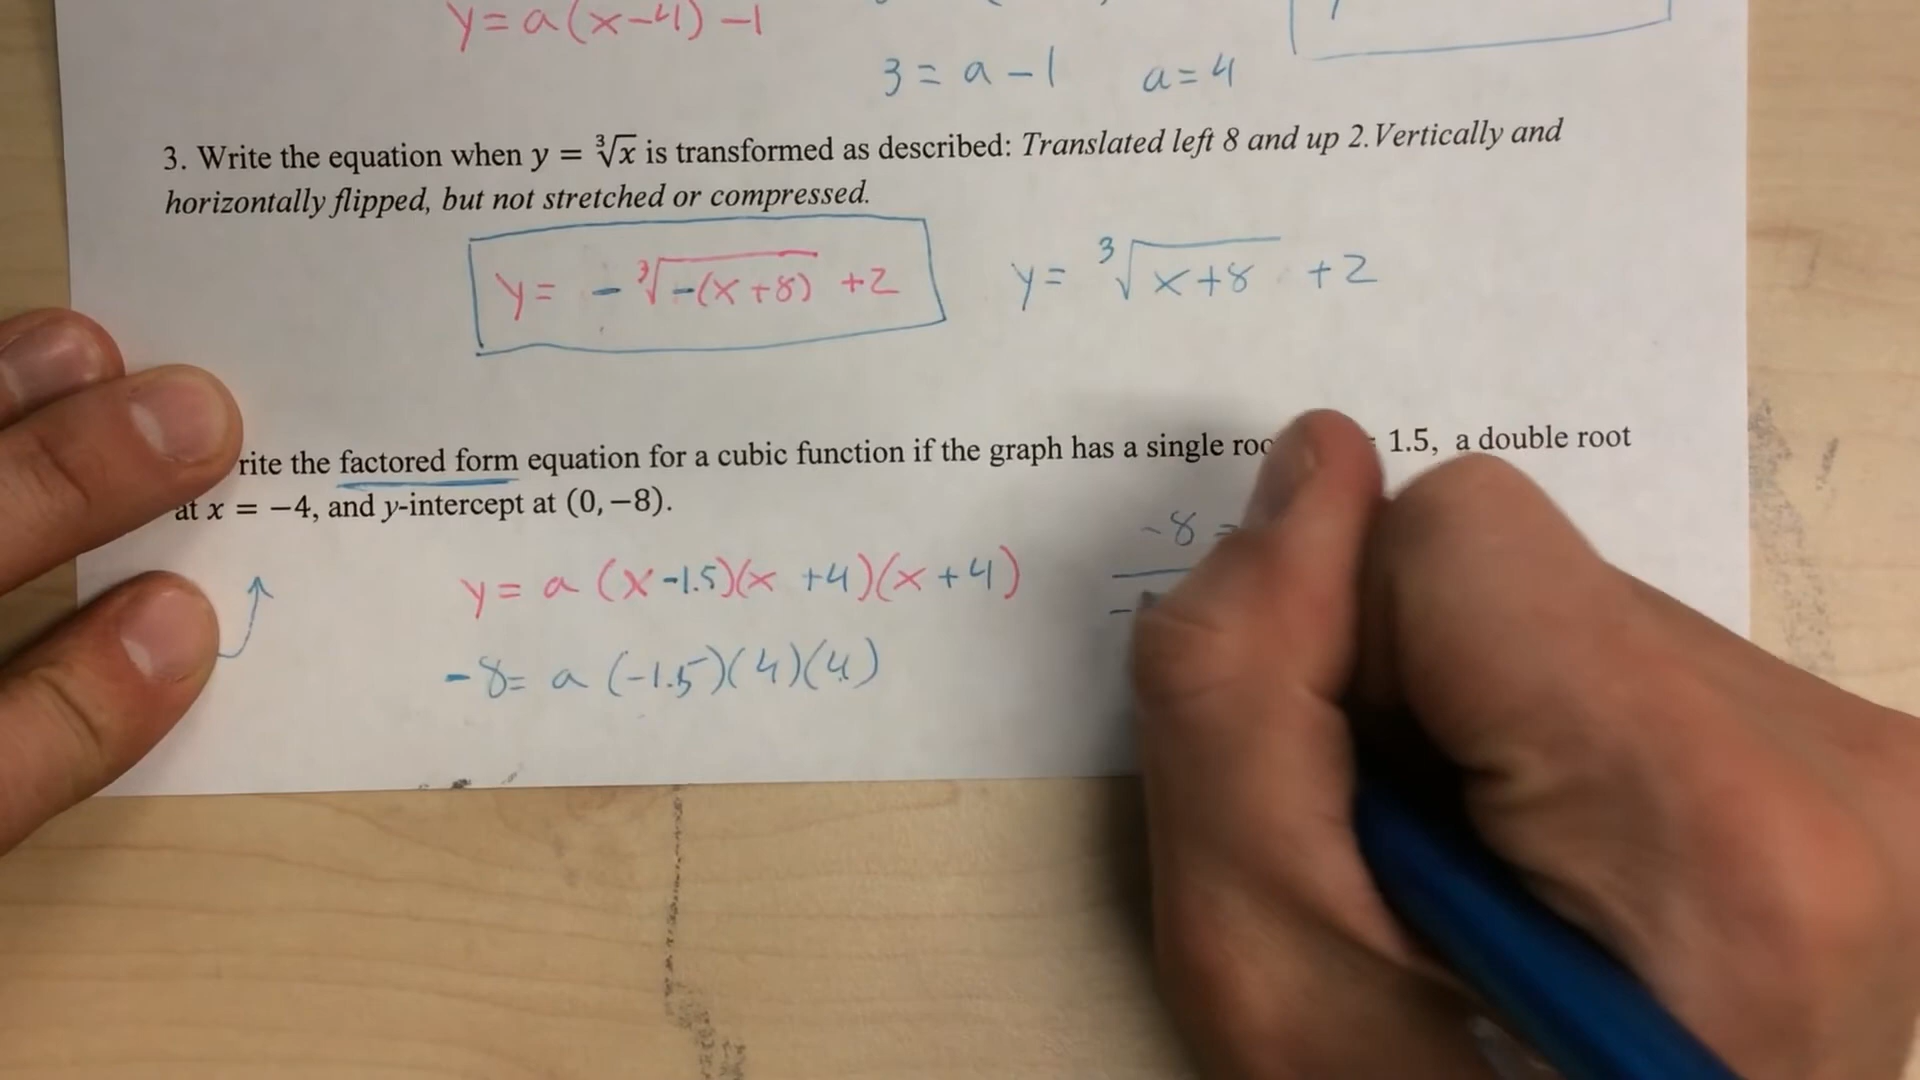 y = a(x-4) -1
3 = a - 1 a = 4
3. Write the equation when y = ∛x is transformed as described: Translated left 8 and up 2. Vertically and
horizontally flipped, but not stretched or compressed.
y = - ∛-(x+8) +2 y = ∛x+8 +2
the factored form equation for a cubic function if the graph has a single 1.5, a double root
at x = −4, and y-intercept at (0, −8).
-8 =
y = a (x-1.5)(x +4)(x+4)
-8= a (-1.5)(4)(4)